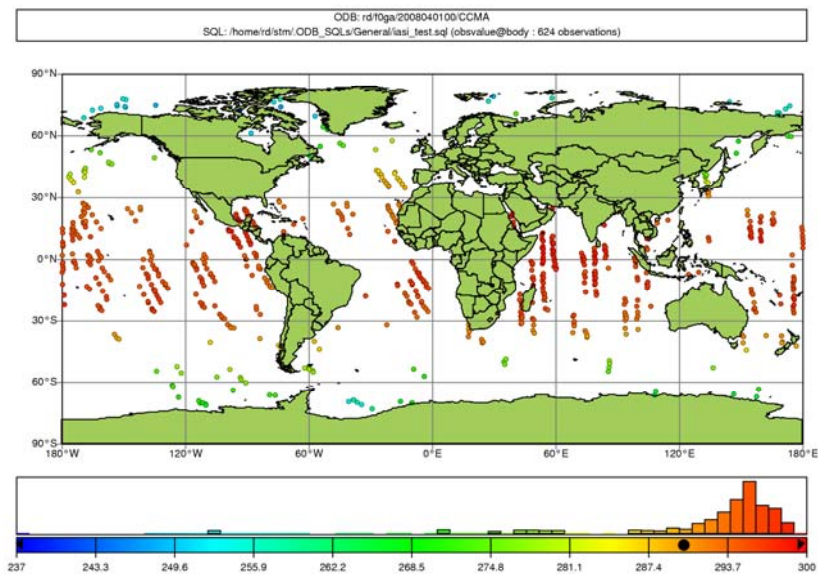 ODB: rd/f0ga/2008040100/CCMA
SQL: /home/rd/stm/.ODB_SQLs/General/iasi_test.sql (obsvalue@body : 624 observations)
90°N
60°N
30°N
0°N
30°S
60°S
90°S
180°W 120°W 60°W 0°E 60°E 120°E 180°E
237 243.3 249.6 255.9 262.2 268.5 274.8 281.1 287.4 293.7 300